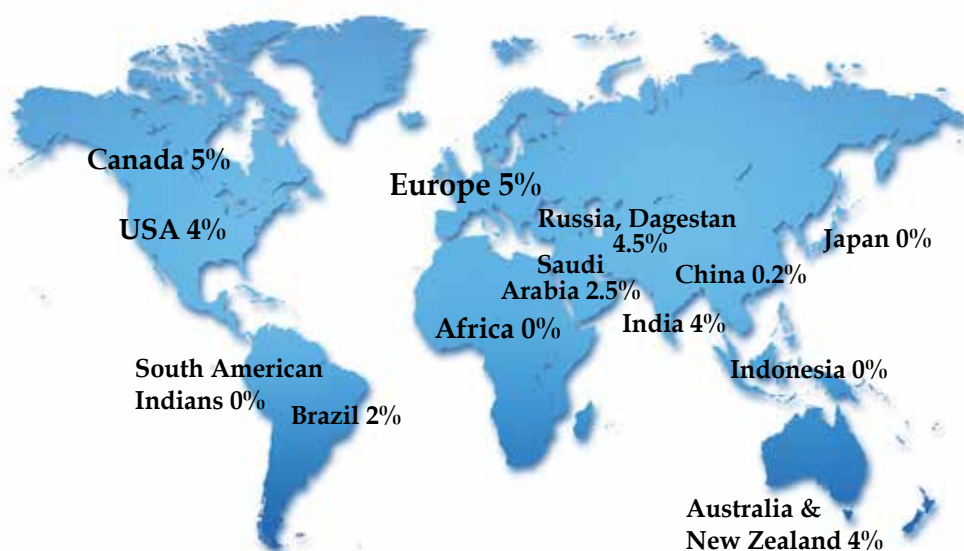 Canada 5%
USA 4%
Europe 5%
Russia, Dagestan
4.5%
Japan 0%
Saudi
Arabia 2.5%
China 0.2%
Africa 0%
India 4%
South American
Indians 0%
Brazil 2%
Indonesia 0%
Australia &
New Zealand 4%